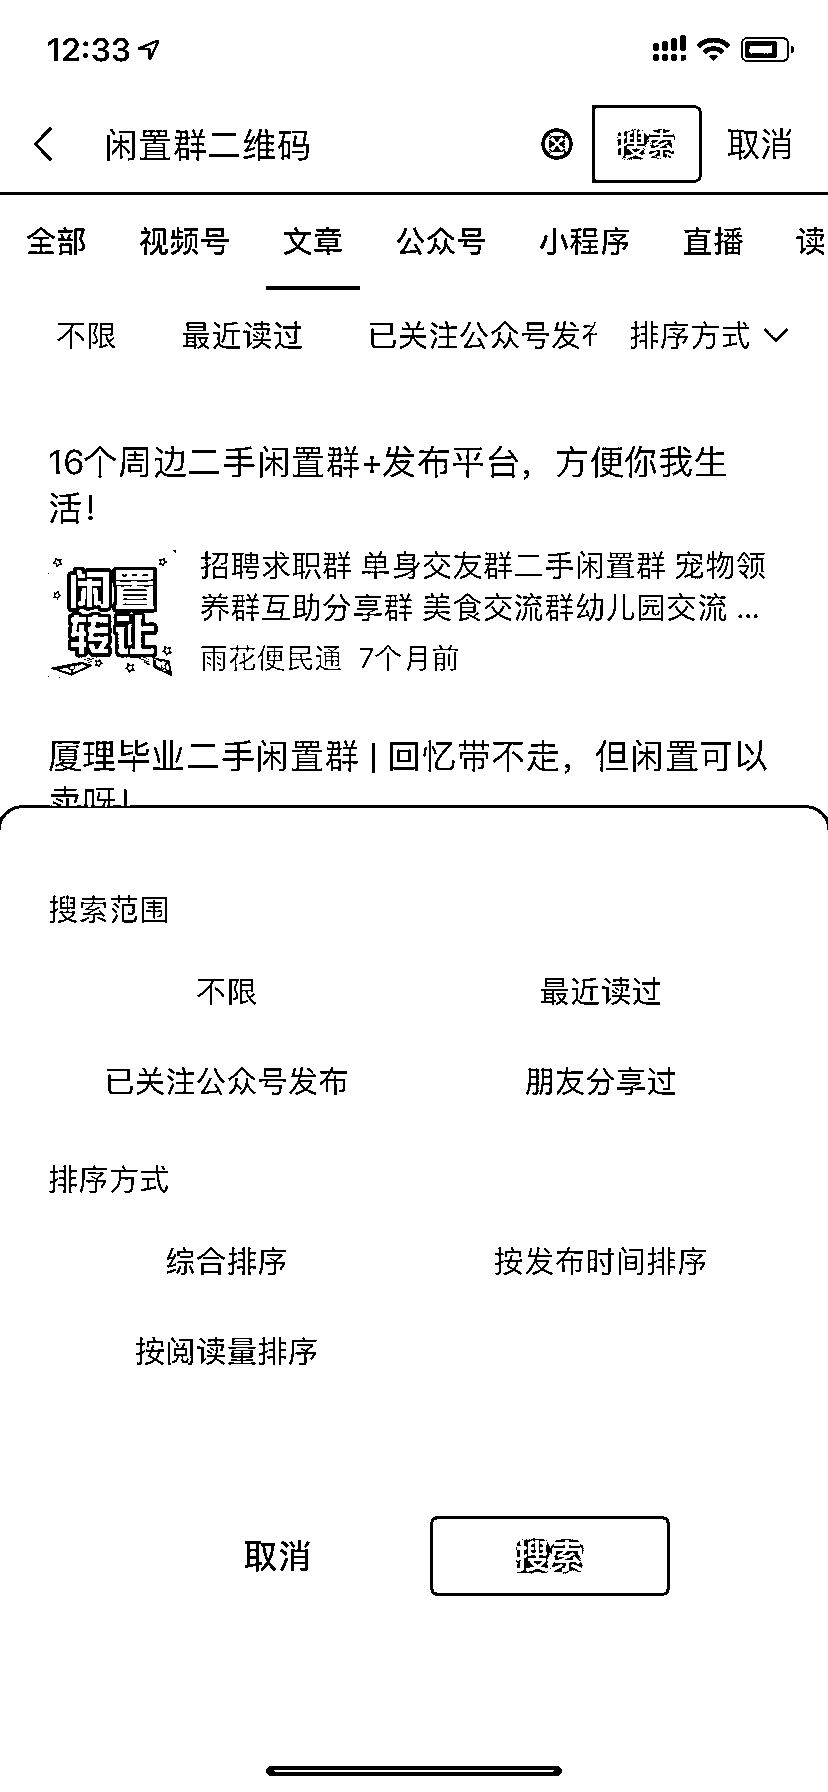 12:33
闲置群二维码 搜索 取消
全部 视频号 文章 公众号 小程序 直播 读
不限 最近读过 已关注公众号发布 排序方式
16个周边二手闲置群+发布平台，方便你我生
活！
闲置
转让
招聘求职群 单身交友群二手闲置群 宠物领
养群互助分享群 美食交流群幼儿园交流 ...
雨花便民通 7个月前
厦理毕业二手闲置群 | 回忆带不走，但闲置可以
卖呀！
搜索范围
不限 最近读过
已关注公众号发布 朋友分享过
排序方式
综合排序 按发布时间排序
按阅读量排序
取消 搜索